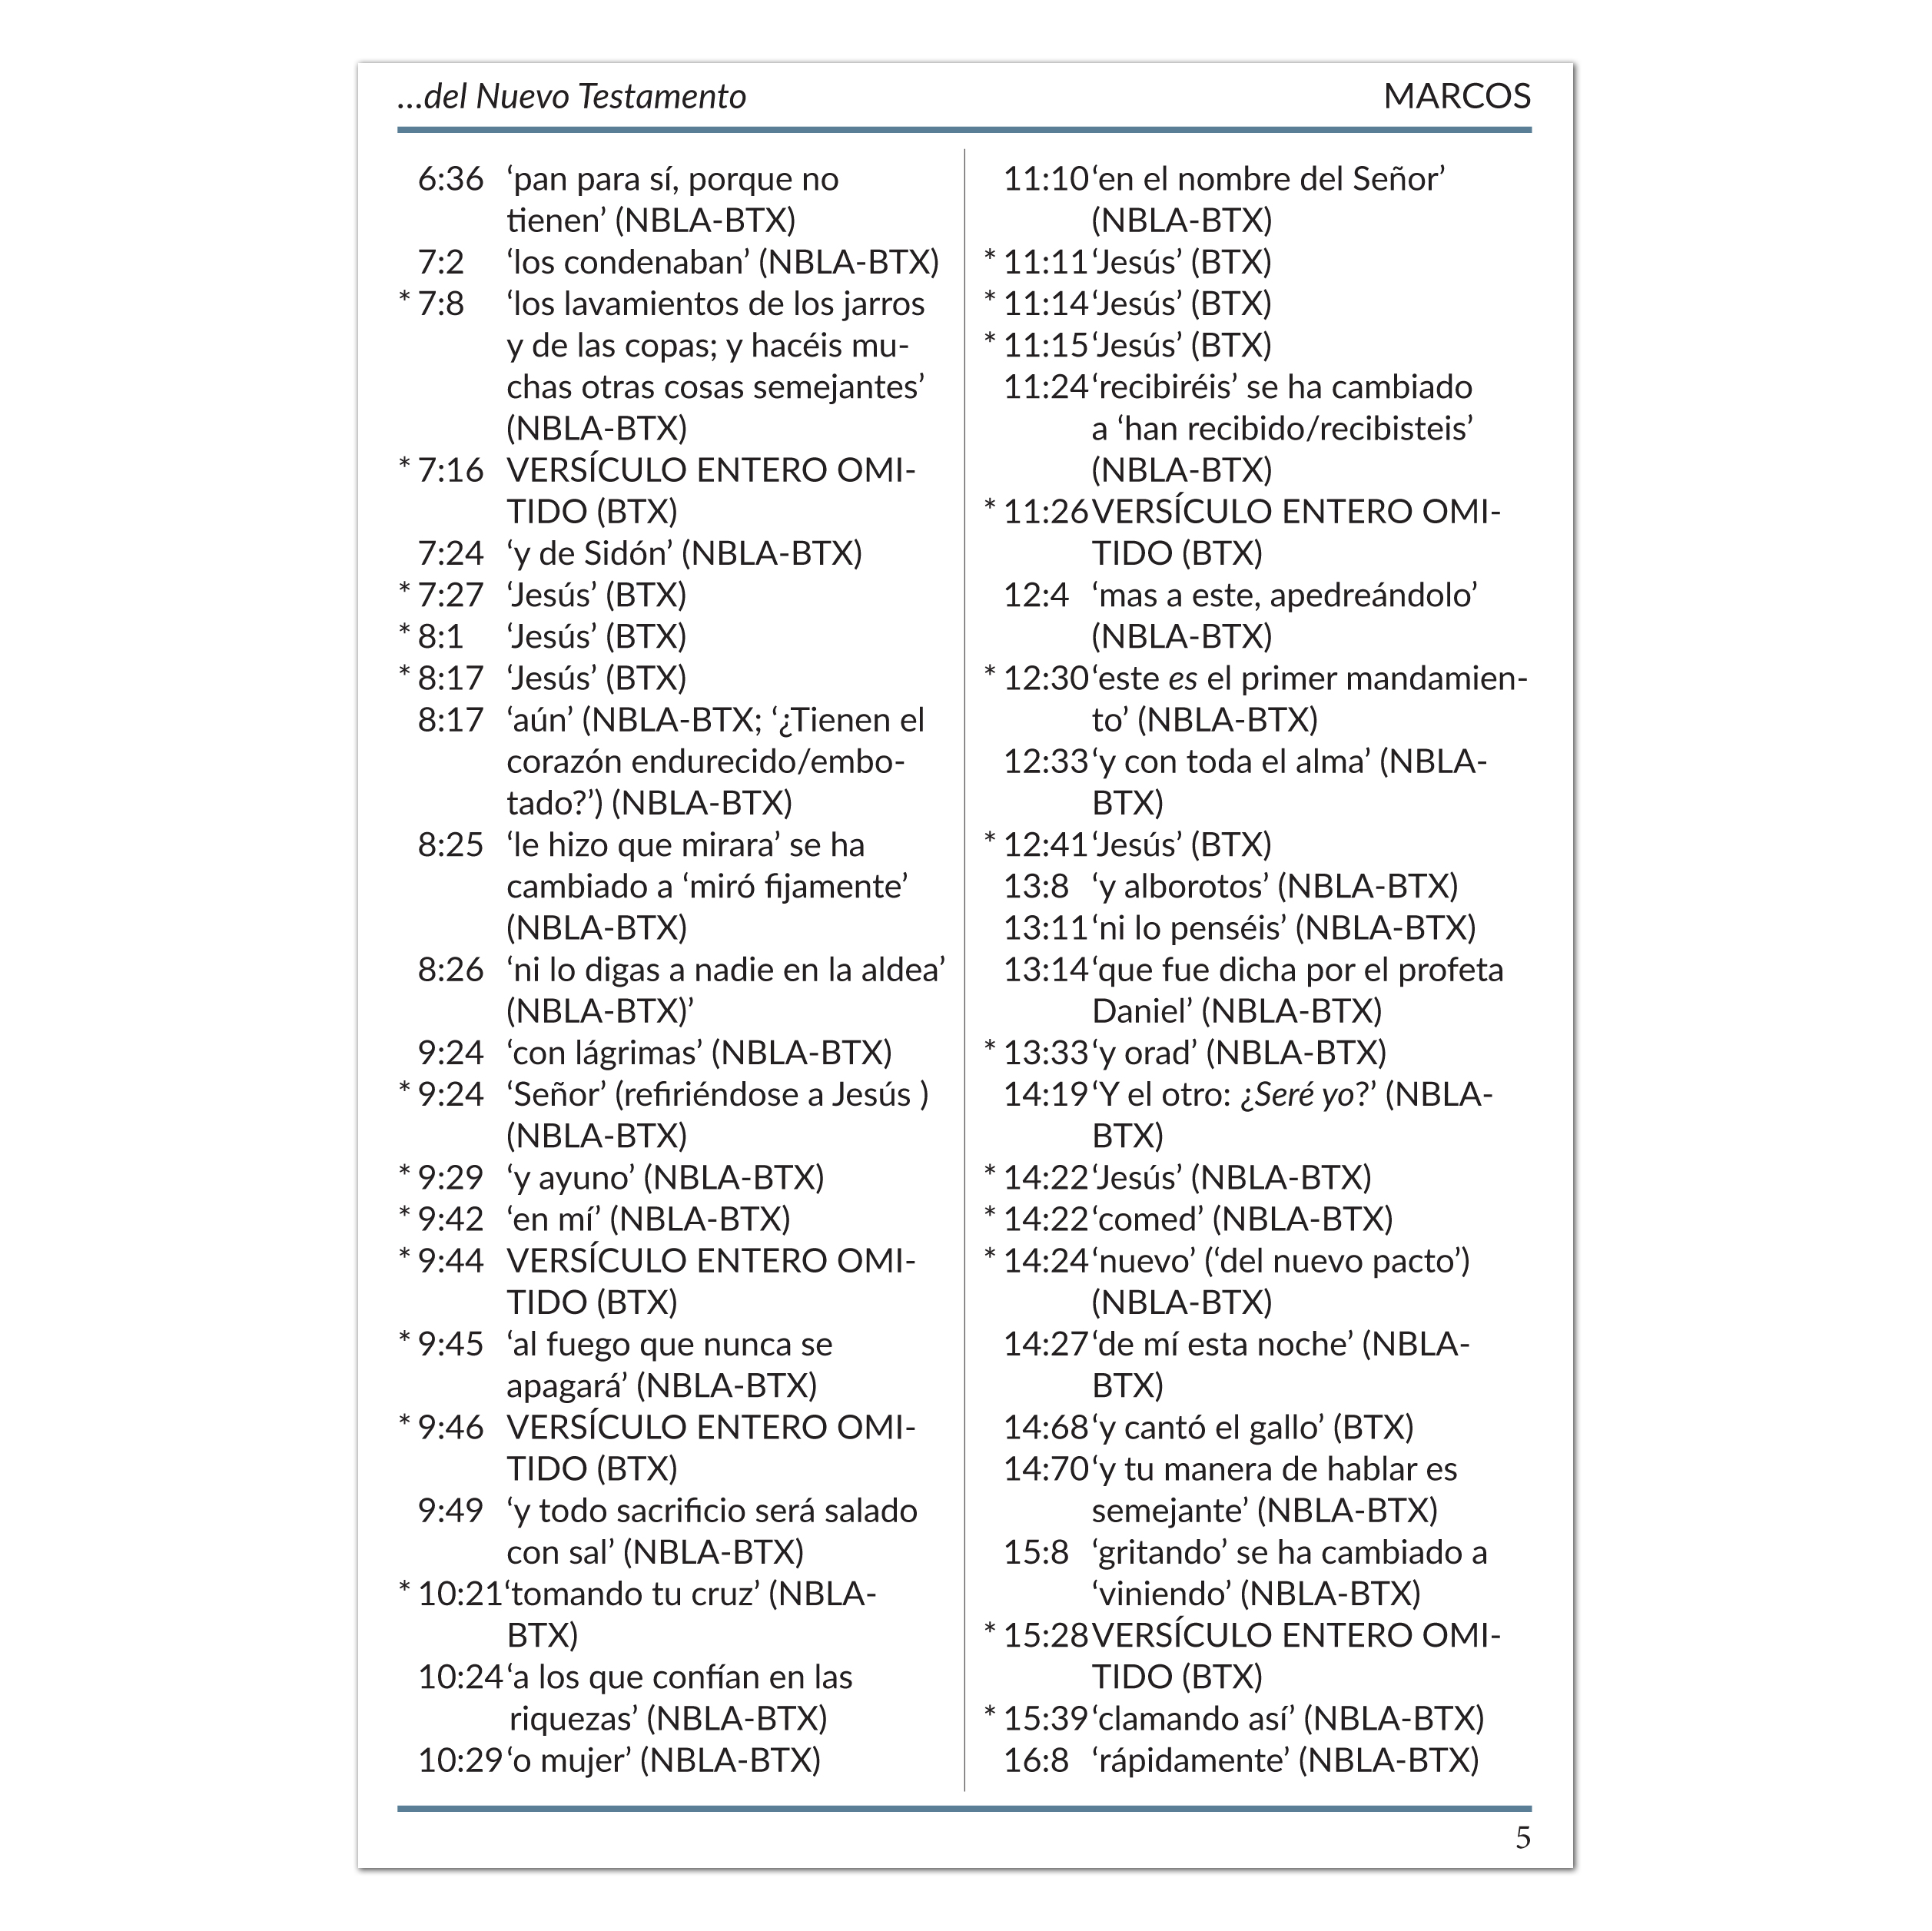 ...del Nuevo Testamento
MARCOS
6:36 ‘pan para sí, porque no
tienen’ (NBLA-BTX)
7:2 ‘los condenaban’ (NBLA-BTX)
* 7:8 ‘los lavamientos de los jarros
y de las copas; y hacéis mu-
chas otras cosas semejantes’
(NBLA-BTX)
* 7:16 VERSÍCULO ENTERO OMI-
TIDO (BTX)
7:24 ‘y de Sidón’ (NBLA-BTX)
* 7:27 ‘Jesús’ (BTX)
* 8:1 ‘Jesús’ (BTX)
* 8:17 ‘Jesús’ (BTX)
8:17 ‘aún’ (NBLA-BTX; ‘¿Tienen el
corazón endurecido/embo-
tado?’) (NBLA-BTX)
8:25 ‘le hizo que mirara’ se ha
cambiado a ‘miró fijamente’
(NBLA-BTX)
8:26 ‘ni lo digas a nadie en la aldea’
(NBLA-BTX)’
9:24 ‘con lágrimas’ (NBLA-BTX)
* 9:24 ‘Señor’ (refiriéndose a Jesús )
(NBLA-BTX)
* 9:29 ‘y ayuno’ (NBLA-BTX)
* 9:42 ‘en mí’ (NBLA-BTX)
* 9:44 VERSÍCULO ENTERO OMI-
TIDO (BTX)
* 9:45 ‘al fuego que nunca se
apagará’ (NBLA-BTX)
* 9:46 VERSÍCULO ENTERO OMI-
TIDO (BTX)
9:49 ‘y todo sacrificio será salado
con sal’ (NBLA-BTX)
* 10:21 ‘tomando tu cruz’ (NBLA-
BTX)
10:24 ‘a los que confían en las
riquezas’ (NBLA-BTX)
10:29 ‘o mujer’ (NBLA-BTX)
11:10 ‘en el nombre del Señor’
(NBLA-BTX)
* 11:11 ‘Jesús’ (BTX)
* 11:14 ‘Jesús’ (BTX)
* 11:15 ‘Jesús’ (BTX)
11:24 ‘recibiréis’ se ha cambiado
a ‘han recibido/recibisteis’
(NBLA-BTX)
* 11:26 VERSÍCULO ENTERO OMI-
TIDO (BTX)
12:4 ‘mas a este, apedreándolo’
(NBLA-BTX)
* 12:30 ‘este es el primer mandamien-
to’ (NBLA-BTX)
12:33 ‘y con toda el alma’ (NBLA-
BTX)
* 12:41 ‘Jesús’ (BTX)
13:8 ‘y alborotos’ (NBLA-BTX)
13:11 ‘ni lo penséis’ (NBLA-BTX)
13:14 ‘que fue dicha por el profeta
Daniel’ (NBLA-BTX)
* 13:33 ‘y orad’ (NBLA-BTX)
14:19 ‘Y el otro: ¿Seré yo?’ (NBLA-
BTX)
* 14:22 ‘Jesús’ (NBLA-BTX)
* 14:22 ‘comed’ (NBLA-BTX)
* 14:24 ‘nuevo’ (‘del nuevo pacto’)
(NBLA-BTX)
14:27 ‘de mí esta noche’ (NBLA-
BTX)
14:68 ‘y cantó el gallo’ (BTX)
14:70 ‘y tu manera de hablar es
semejante’ (NBLA-BTX)
15:8 ‘gritando’ se ha cambiado a
‘viniendo’ (NBLA-BTX)
* 15:28 VERSÍCULO ENTERO OMI-
TIDO (BTX)
* 15:39 ‘clamando así’ (NBLA-BTX)
16:8 ‘rápidamente’ (NBLA-BTX)
5